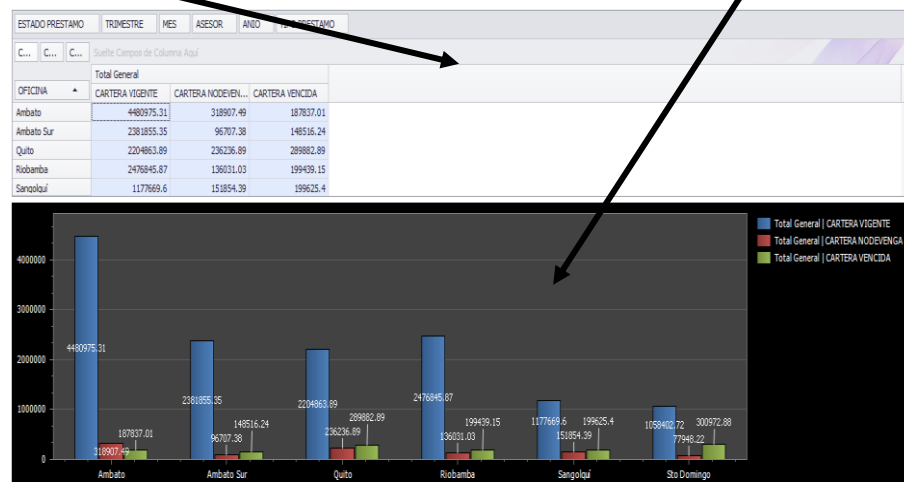 ESTADO PRESTAMO TRIMESTRE MES ASESOR ANIO PRESTAMO
C... C... C... Suelte Campos de Columna Aquí
Total General
OFICINA CARTERA VIGENTE CARTERA NODEVEN... CARTERA VENCIDA
Ambato 4480975.31 318907.49 187837.01
Ambato Sur 2381855.35 96707.38 148516.24
Quito 2204863.89 236236.89 289882.89
Riobamba 2476845.87 136031.03 199439.15
Sangolquí 1177669.6 151854.39 199625.4
Total General | CARTERA VIGENTE
Total General | CARTERA NODEVENGA
Total General | CARTERA VENCIDA
4000000
3000000
2000000
1000000
0
4480975.31
318907.49
187837.01
2381855.35
96707.38
148516.24
2204863.89
236236.89
289882.89
2476845.87
136031.03
199439.15
1177669.6
151854.39
199625.4
1058402.72
77948.22
300972.88
Ambato Ambato Sur Quito Riobamba Sangolquí Sto Domingo